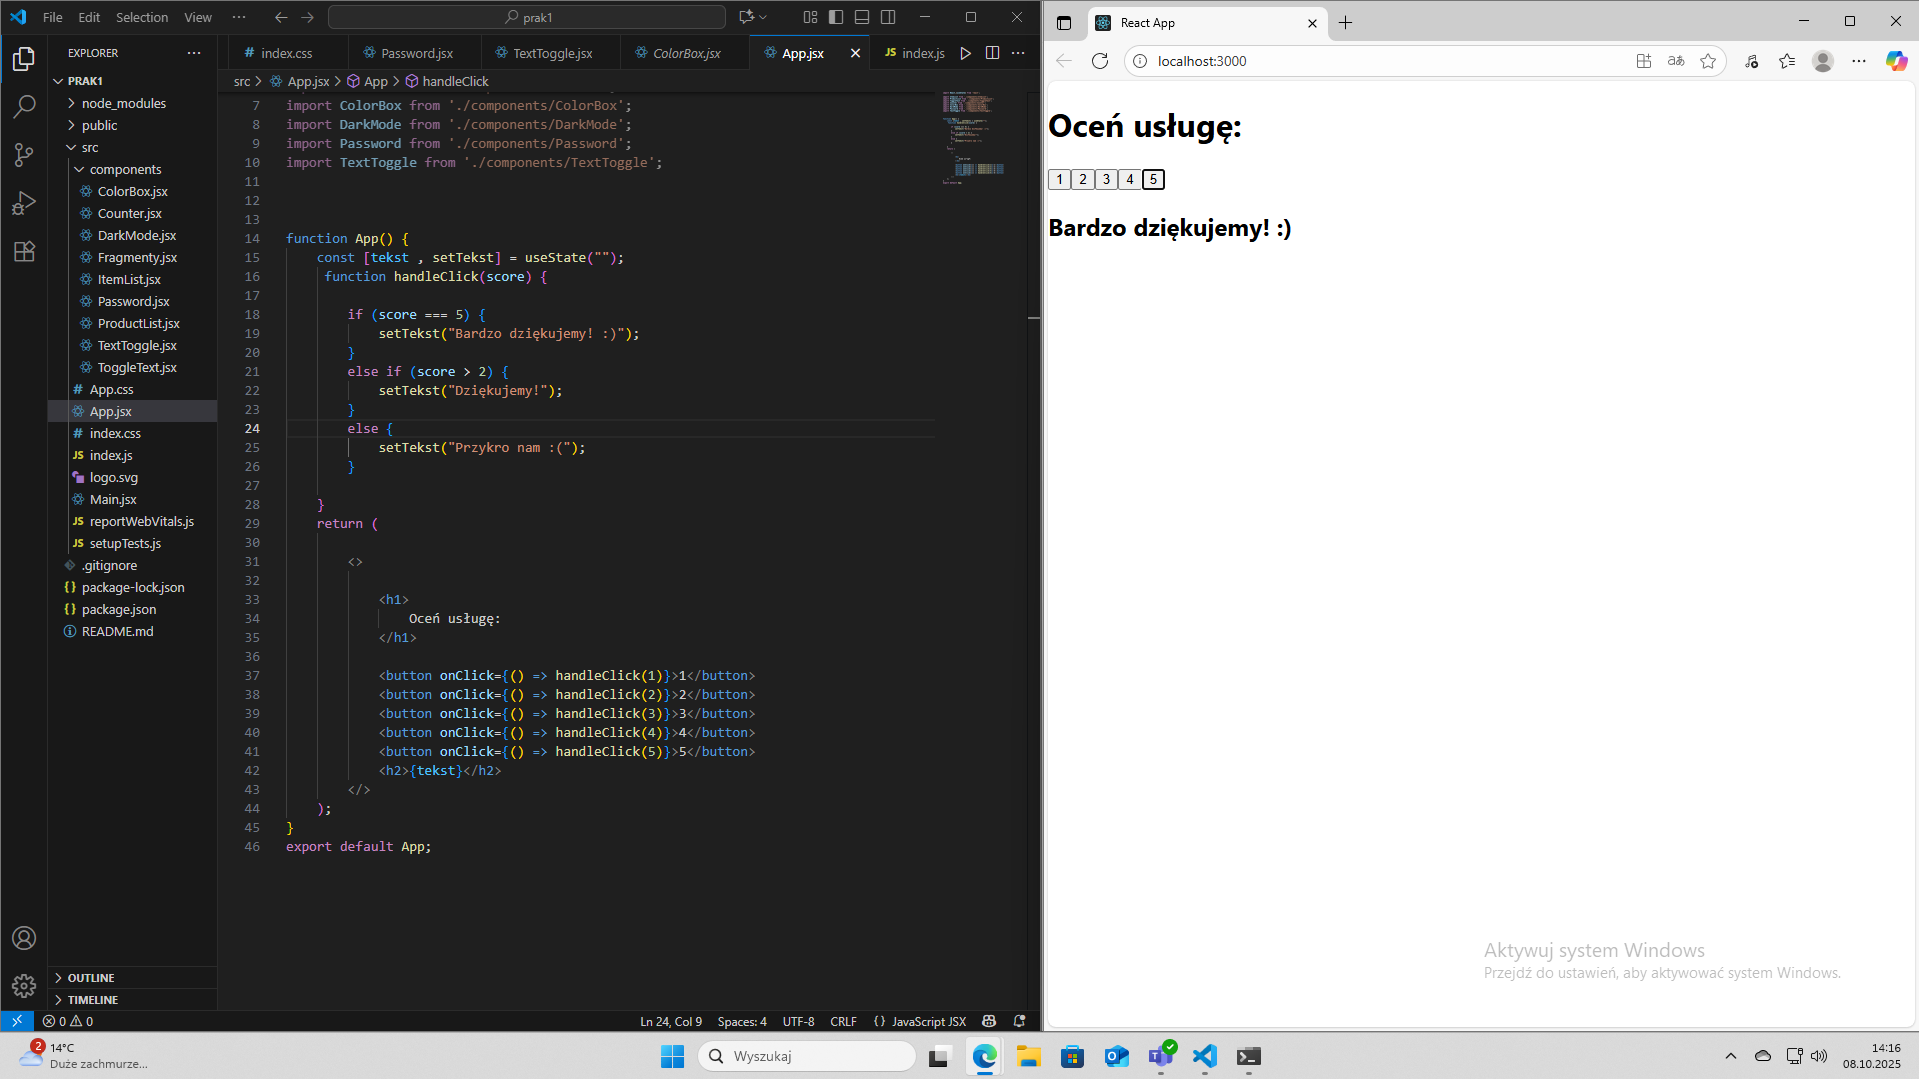 File Edit Selection View ··· prak1
EXPLORER
PRAK1
node_modules
public
src
components
ColorBox.jsx
Counter.jsx
DarkMode.jsx
Fragmenty.jsx
ItemList.jsx
Password.jsx
ProductList.jsx
TextToggle.jsx
ToggleText.jsx
App.css
App.jsx
index.css
index.js
logo.svg
Main.jsx
reportWebVitals.js
setupTests.js
.gitignore
package-lock.json
package.json
README.md
OUTLINE
TIMELINE
index.css Password.jsx TextToggle.jsx ColorBox.jsx App.jsx index.js
src > App.jsx > App > handleClick
7 import ColorBox from './components/ColorBox';
8 import DarkMode from './components/DarkMode';
9 import Password from './components/Password';
10 import TextToggle from './components/TextToggle';
11
12
13
14 function App() {
15 const [tekst , setTekst] = useState("");
16 function handleClick(score) {
17
18 if (score === 5) {
19 setTekst("Bardzo dziękujemy! :)");
20 }
21 else if (score > 2) {
22 setTekst("Dziękujemy!");
23 }
24 else {
25 setTekst("Przykro nam :(");
26 }
27
28 }
29 return (
30
31 <>
32
33 <h1>
34 Oceń usługę:
35 </h1>
36
37 <button onClick={() => handleClick(1)}>1</button>
38 <button onClick={() => handleClick(2)}>2</button>
39 <button onClick={() => handleClick(3)}>3</button>
40 <button onClick={() => handleClick(4)}>4</button>
41 <button onClick={() => handleClick(5)}>5</button>
42 <h2>{tekst}</h2>
43 </>
44 );
45 }
46 export default App;
0 0 Ln 24, Col 9 Spaces: 4 UTF-8 CRLF {} JavaScript JSX
React App
localhost:3000
Oceń usługę:
1 2 3 4 5
Bardzo dziękujemy! :)
Aktywuj system Windows
Przejdź do ustawień, aby aktywować system Windows.
2
14°C
Duże zachmurze...
Wyszukaj
14:16
08.10.2025